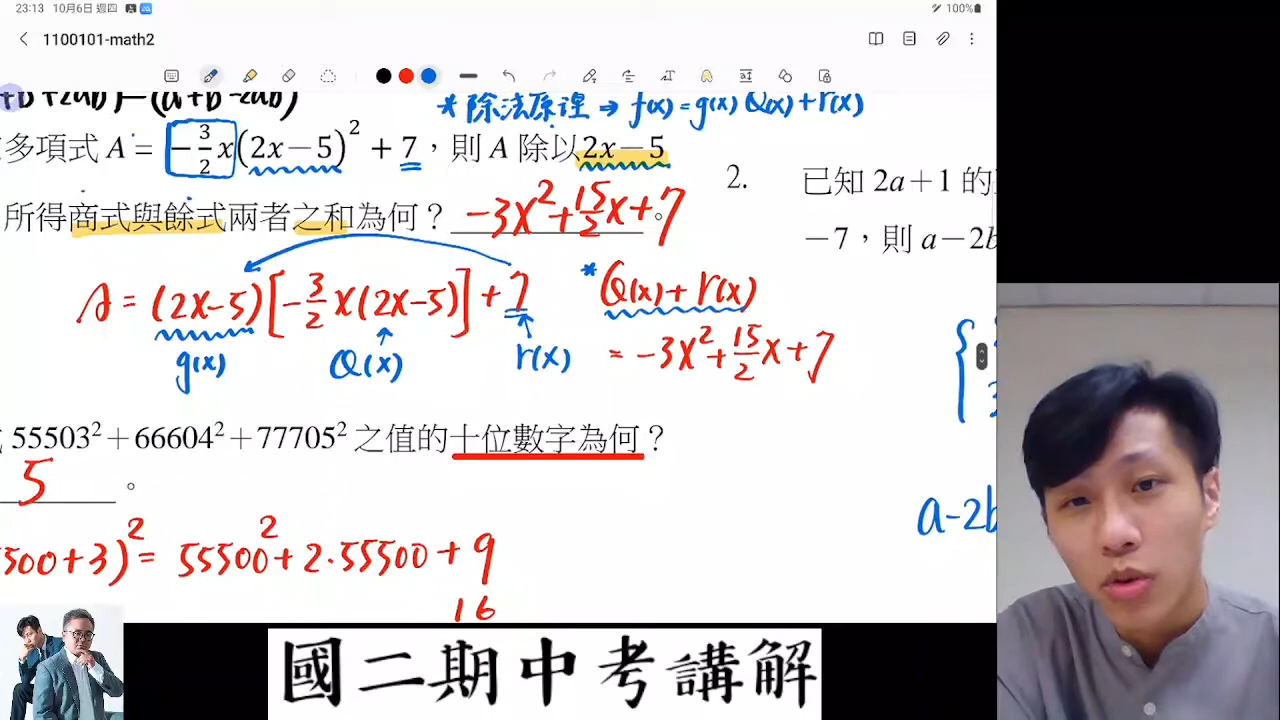 23:13 10月6日 週四 100%
1100101-math2
+b+2ab)-(a+b-2ab)
*除法原理⇒f(x)=g(x)Q(x)+r(x)
多項式 A = -3/2x(2x-5)²+7,則 A 除以2x-5
所得商式與餘式兩者之和為何? -3x²+15/2x+7。
A=(2x-5)[-3/2x(2x-5)]+7
g(x) Q(x) r(x)
*Q(x)+r(x)
=-3x²+15/2x+7
55503²+66604²+77705² 之值的十位數字為何?
5。
500+3)²=55500²+2·55500+9
16
2. 已知 2a+1 的
-7,則 a-2b
a-2b
國二期中考講解